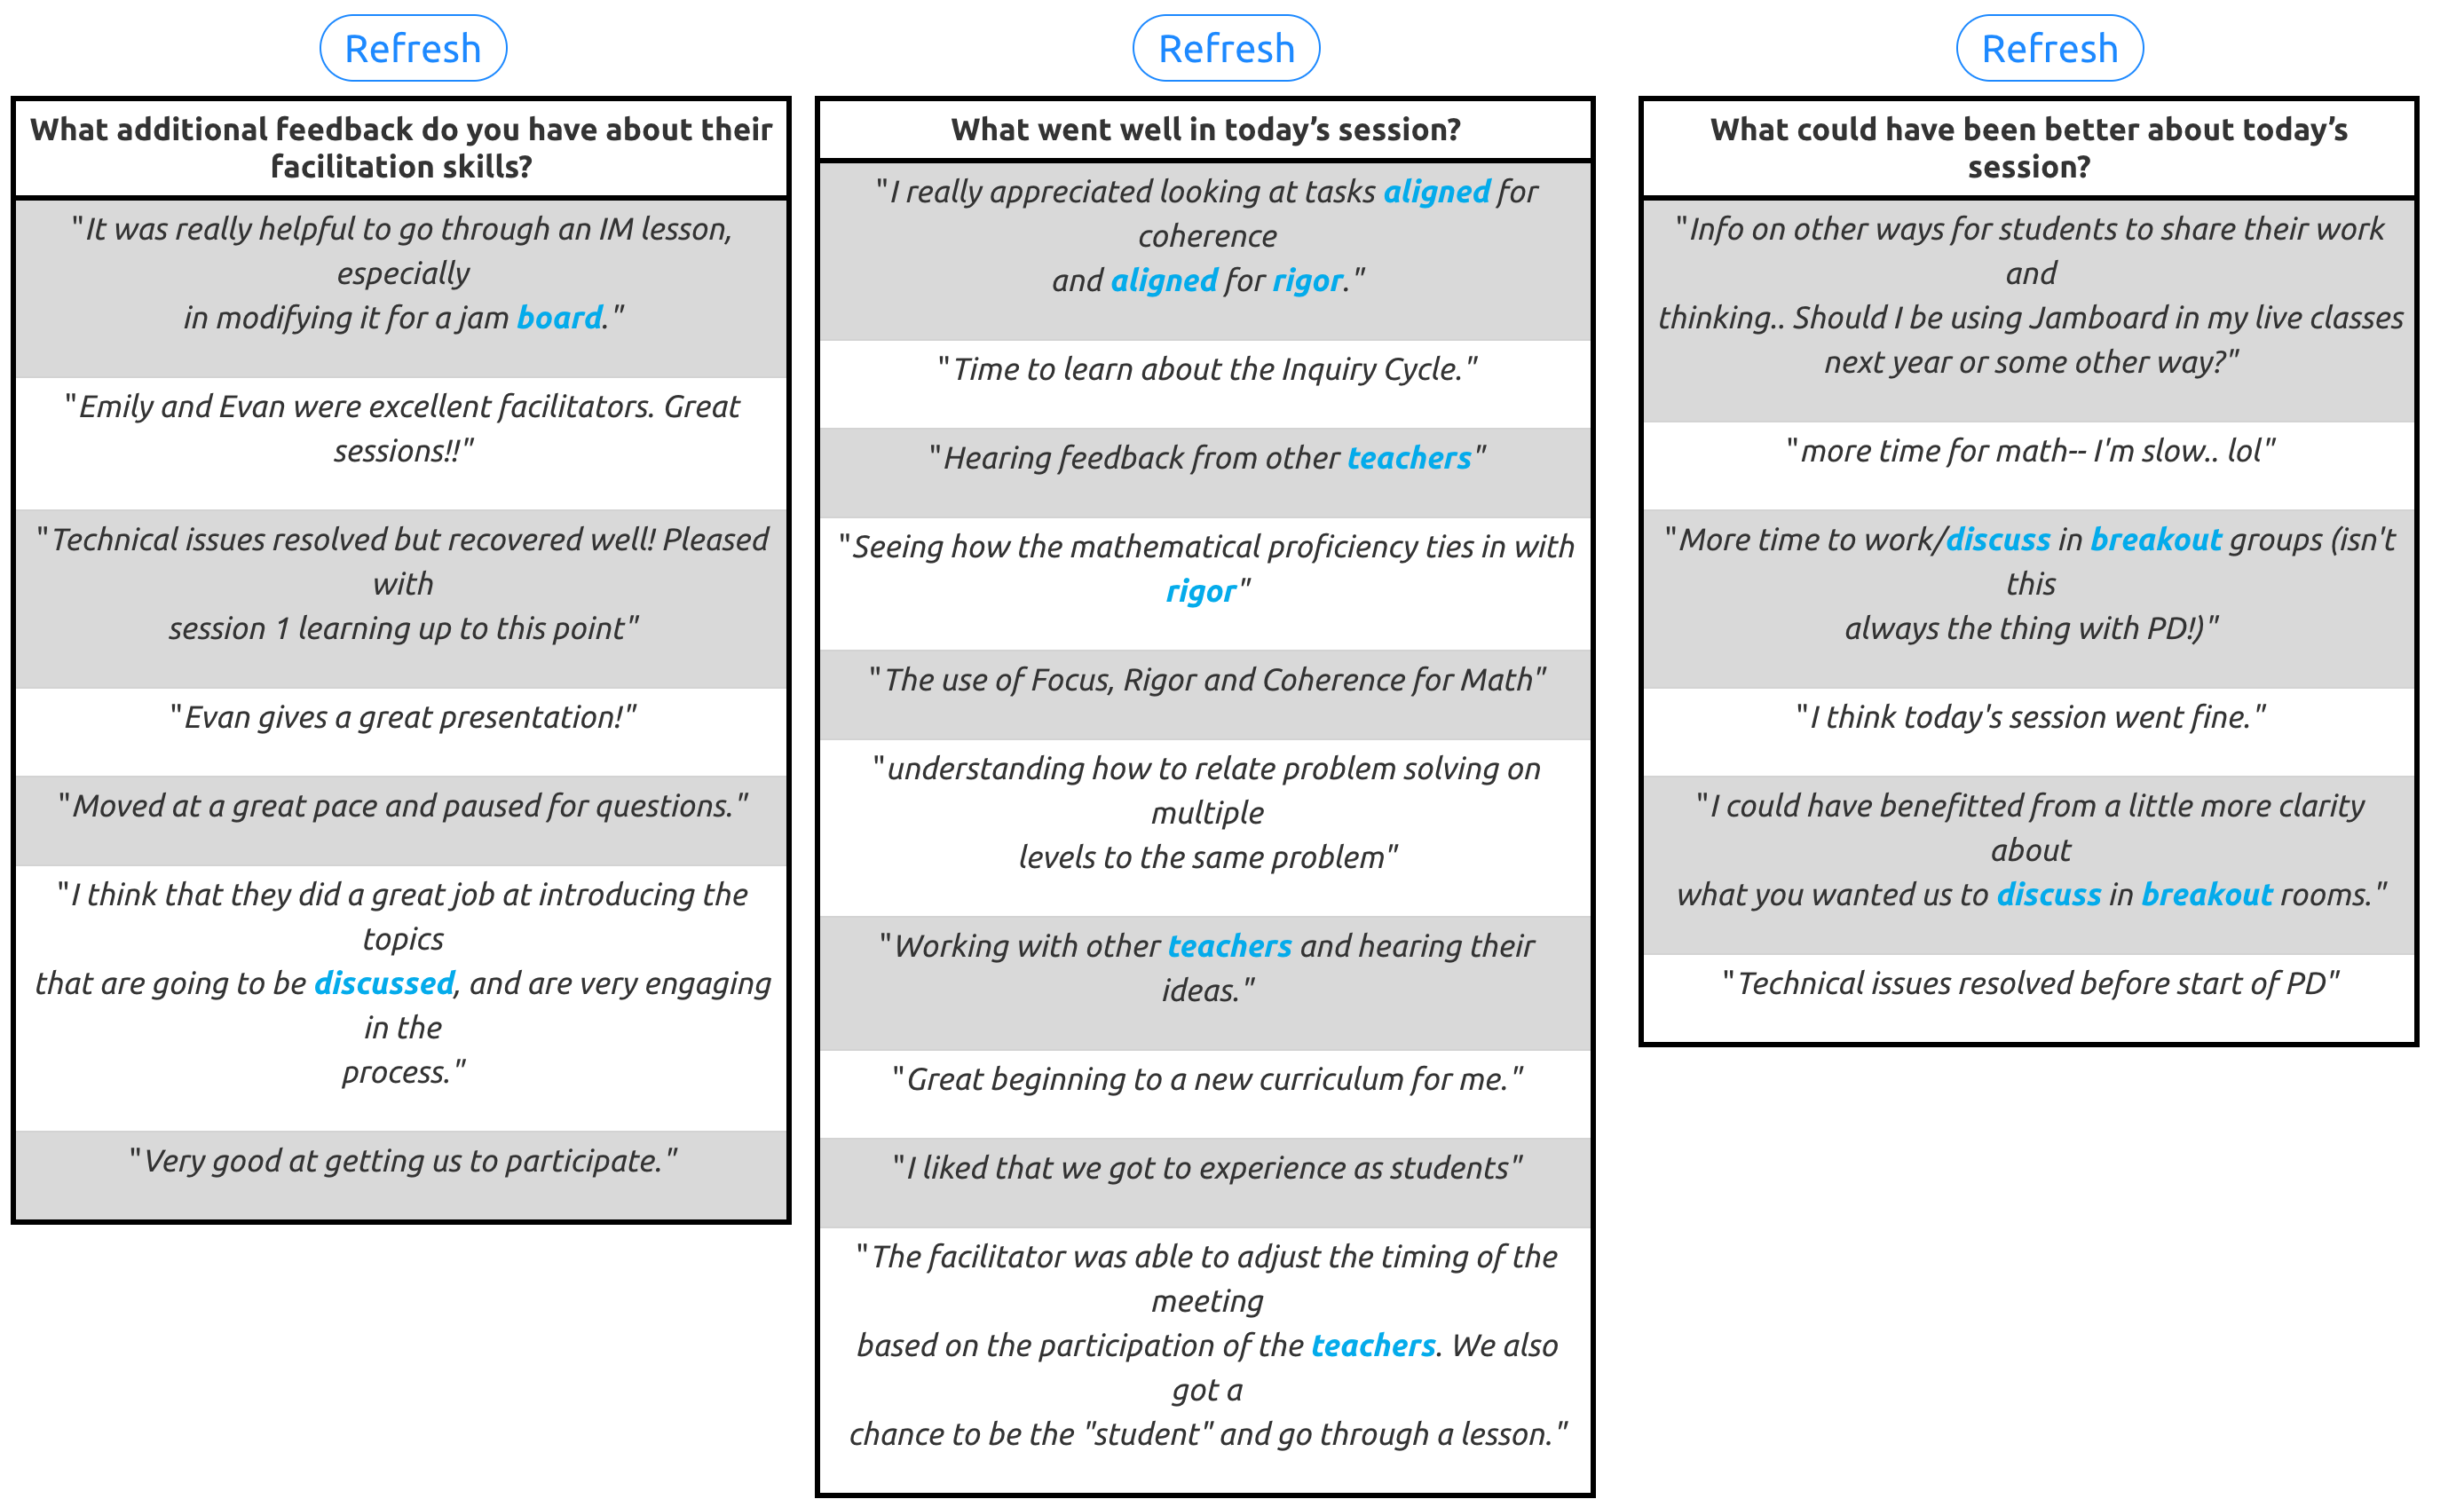 Refresh
What additional feedback do you have about their
facilitation skills?
"It was really helpful to go through an IM lesson,
especially
in modifying it for a jam board."
"Emily and Evan were excellent facilitators. Great
sessions!!"
"Technical issues resolved but recovered well! Pleased
with
session 1 learning up to this point"
"Evan gives a great presentation!"
"Moved at a great pace and paused for questions."
"I think that they did a great job at introducing the
topics
that are going to be discussed, and are very engaging
in the
process."
"Very good at getting us to participate."
Refresh
What went well in today’s session?
"I really appreciated looking at tasks aligned for
coherence
and aligned for rigor."
"Time to learn about the Inquiry Cycle."
"Hearing feedback from other teachers"
"Seeing how the mathematical proficiency ties in with
rigor"
"The use of Focus, Rigor and Coherence for Math"
"understanding how to relate problem solving on
multiple
levels to the same problem"
"Working with other teachers and hearing their
ideas."
"Great beginning to a new curriculum for me."
"I liked that we got to experience as students"
"The facilitator was able to adjust the timing of the
meeting
based on the participation of the teachers. We also
got a
chance to be the "student" and go through a lesson."
Refresh
What could have been better about today’s
session?
"Info on other ways for students to share their work
and
thinking.. Should I be using Jamboard in my live classes
next year or some other way?"
"more time for math-- I'm slow.. lol"
"More time to work/discuss in breakout groups (isn't
this
always the thing with PD!)"
"I think today's session went fine."
"I could have benefitted from a little more clarity
about
what you wanted us to discuss in breakout rooms."
"Technical issues resolved before start of PD"